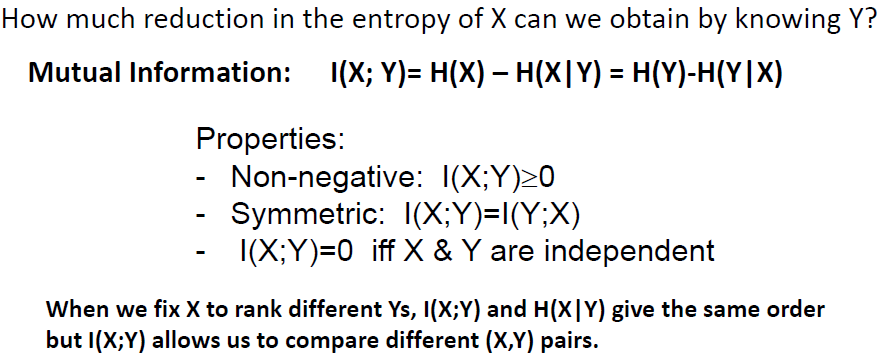 How much reduction in the entropy of X can we obtain by knowing Y?
Mutual Information: I(X; Y)= H(X) – H(X|Y) = H(Y)-H(Y|X)
Properties:
- Non-negative: I(X;Y)≥0
- Symmetric: I(X;Y)=I(Y;X)
- I(X;Y)=0 iff X & Y are independent
When we fix X to rank different Ys, I(X;Y) and H(X|Y) give the same order
but I(X;Y) allows us to compare different (X,Y) pairs.